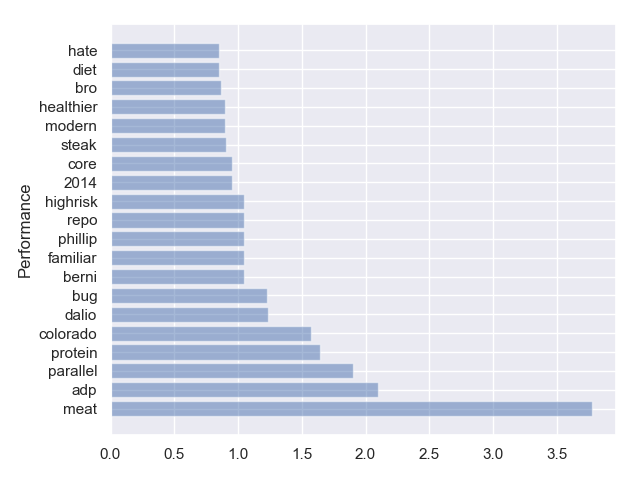 hate
diet
bro
healthier
modern
steak
core
2014
highrisk
repo
phillip
familiar
berni
bug
dalio
colorado
protein
parallel
adp
meat
Performance
0.0 0.5 1.0 1.5 2.0 2.5 3.0 3.5